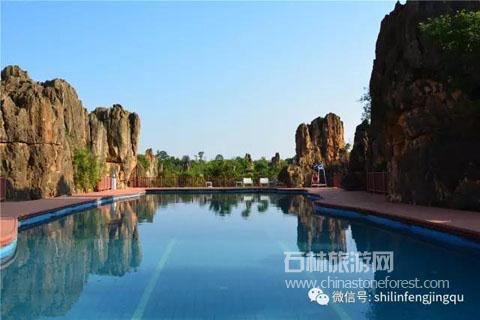 石林旅游网
www.chinastoneforest.com
微信号: shilinfengjingqu